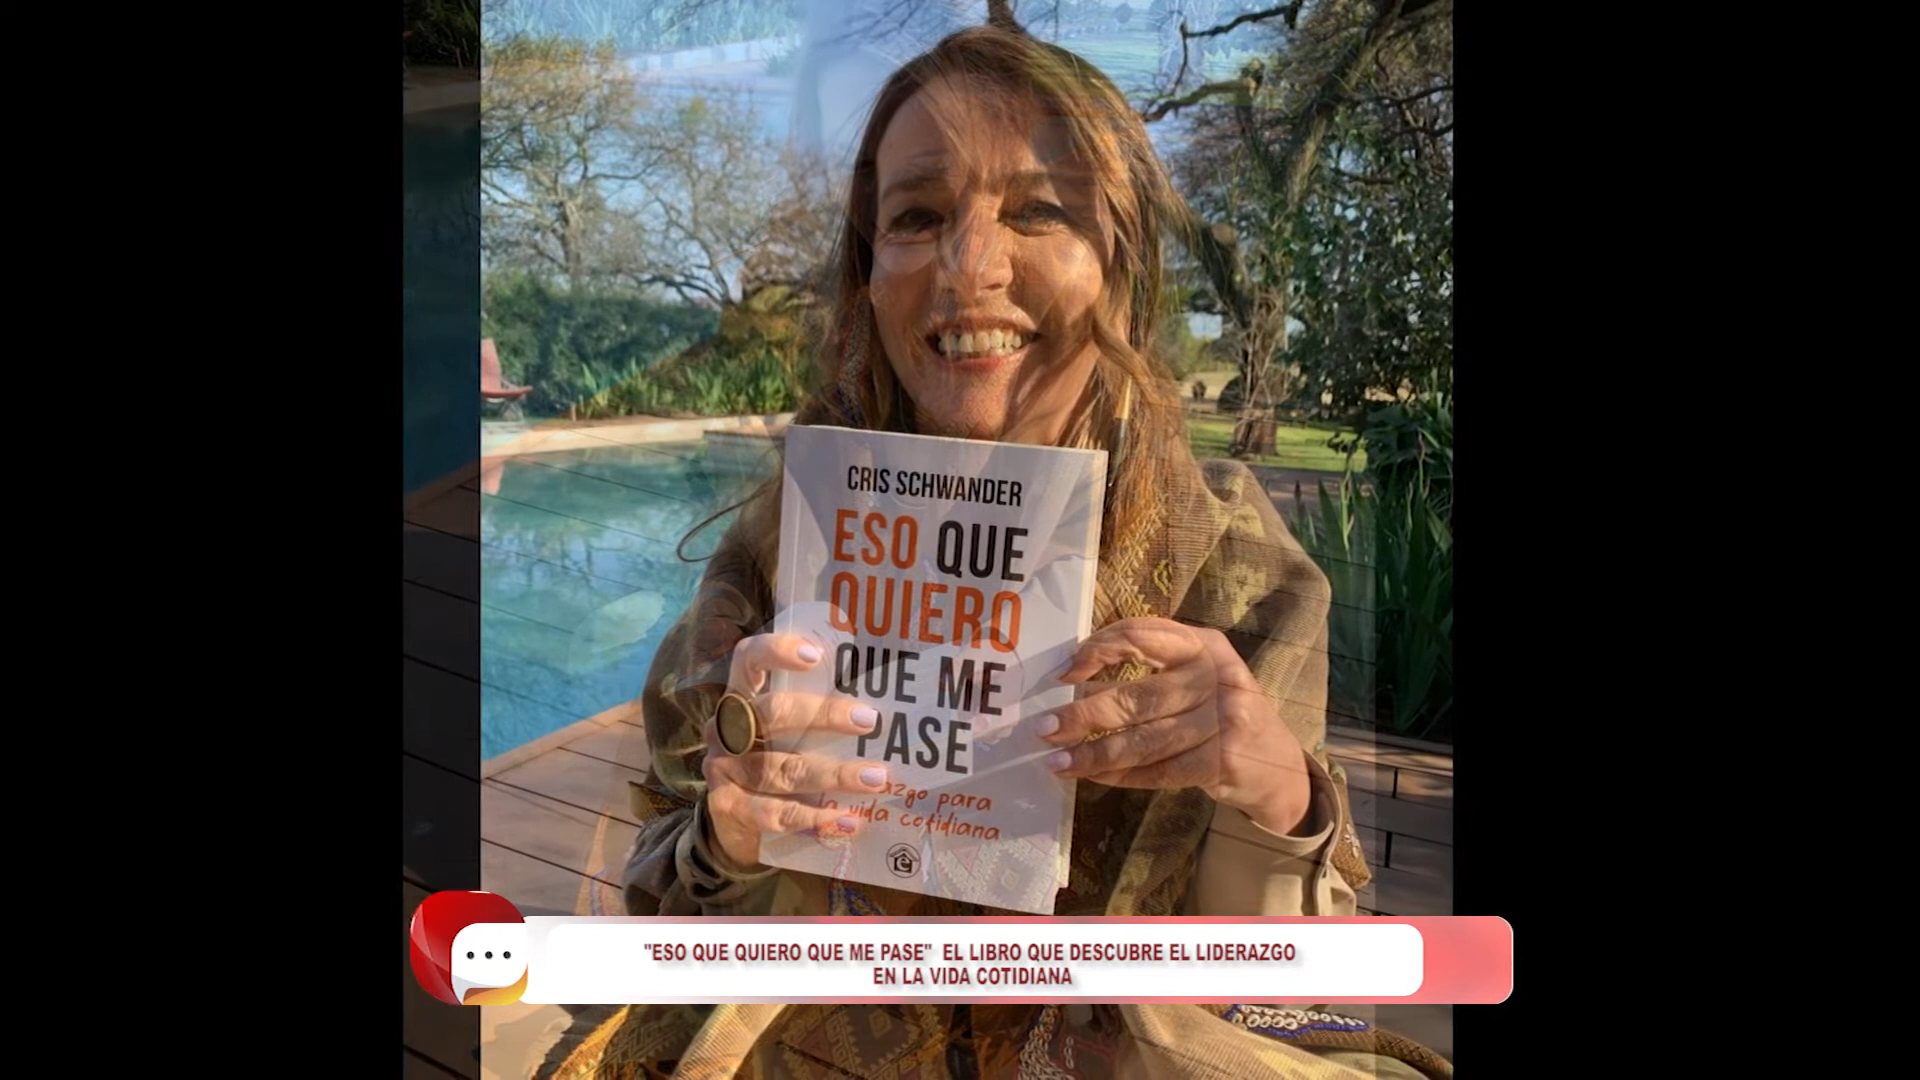 CRIS SCHWANDER
ESO QUE
QUIERO
QUE ME
PASE
para
la vida cotidiana
"ESO QUE QUIERO QUE ME PASE" EL LIBRO QUE DESCUBRE EL LIDERAZGO
EN LA VIDA COTIDIANA